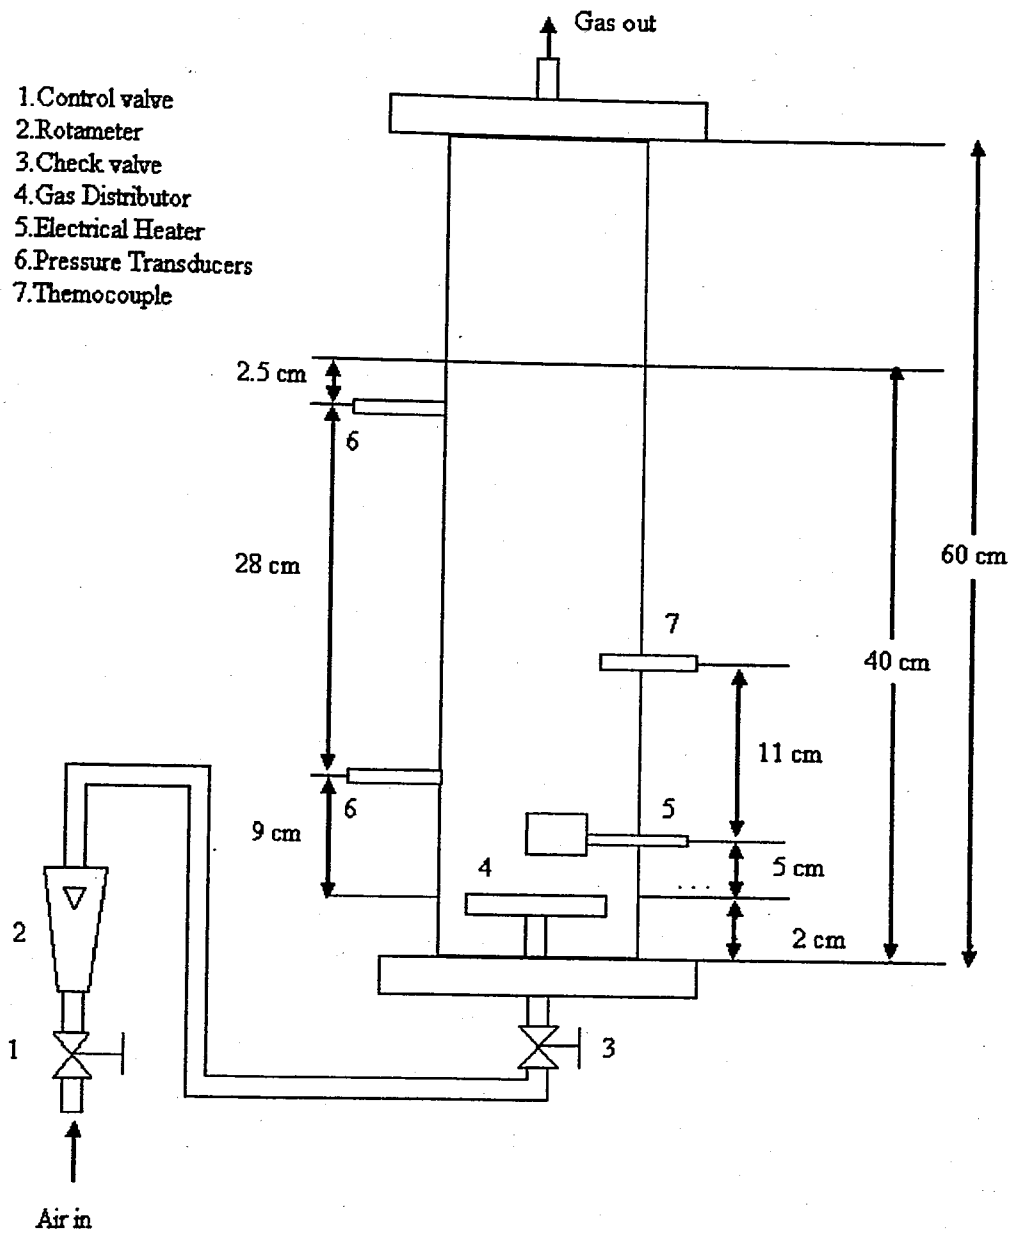 Gas out
1.Control valve
2.Rotameter
3.Check valve
4.Gas Distributor
5.Electrical Heater
6.Pressure Transducers
7.Themocouple
2.5 cm
6
28 cm
60 cm
7
40 cm
11 cm
6
5
9 cm
4
5 cm
...
2
2 cm
1
3
Air in